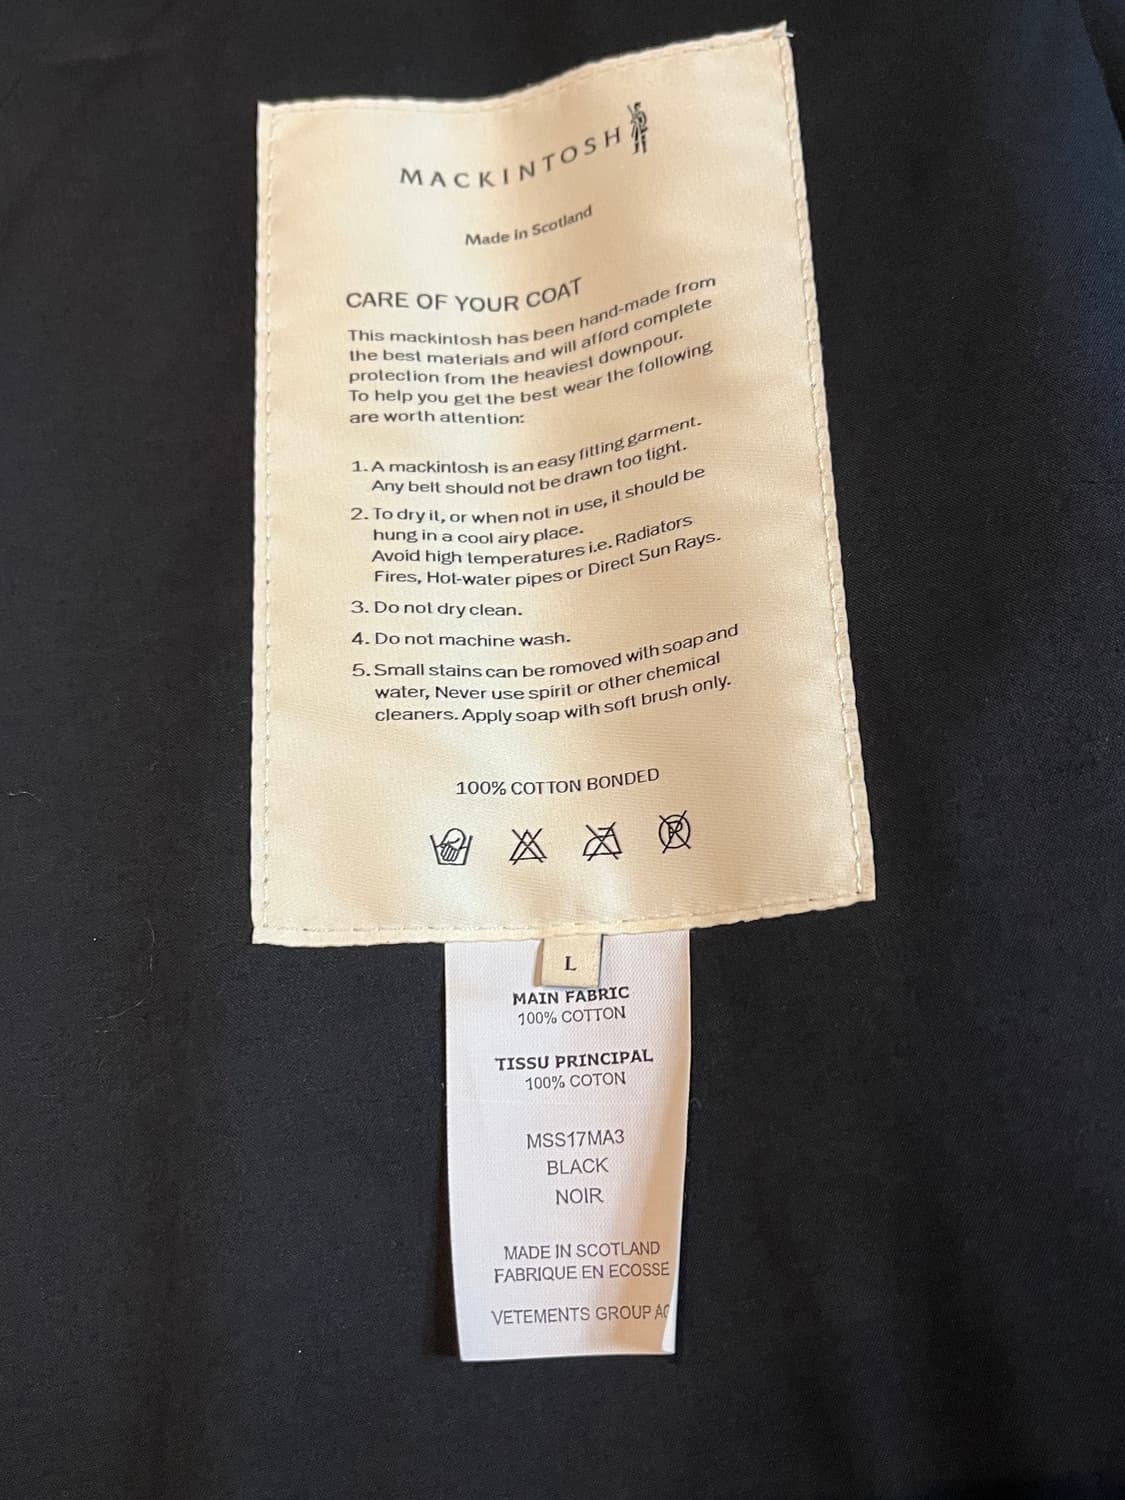 MACKINTOSH
Made in Scotland
CARE OF YOUR COAT
This mackintosh has been hand-made from
the best materials and will afford complete
protection from the heaviest downpour.
To help you get the best wear the following
are worth attention:
1. A mackintosh is an easy fitting garment.
Any belt should not be drawn too tight.
2. To dry it, or when not in use, it should be
hung in a cool airy place.
Avoid high temperatures i.e. Radiators
Fires, Hot-water pipes or Direct Sun Rays.
3. Do not dry clean.
4. Do not machine wash.
5. Small stains can be romoved with soap and
water, Never use spirit or other chemical
cleaners. Apply soap with soft brush only.
100% COTTON BONDED
P
L
MAIN FABRIC
100% COTTON
TISSU PRINCIPAL
100% COTON
MSS17MA3
BLACK
NOIR
MADE IN SCOTLAND
FABRIQUE EN ECOSSE
VETEMENTS GROUP AG